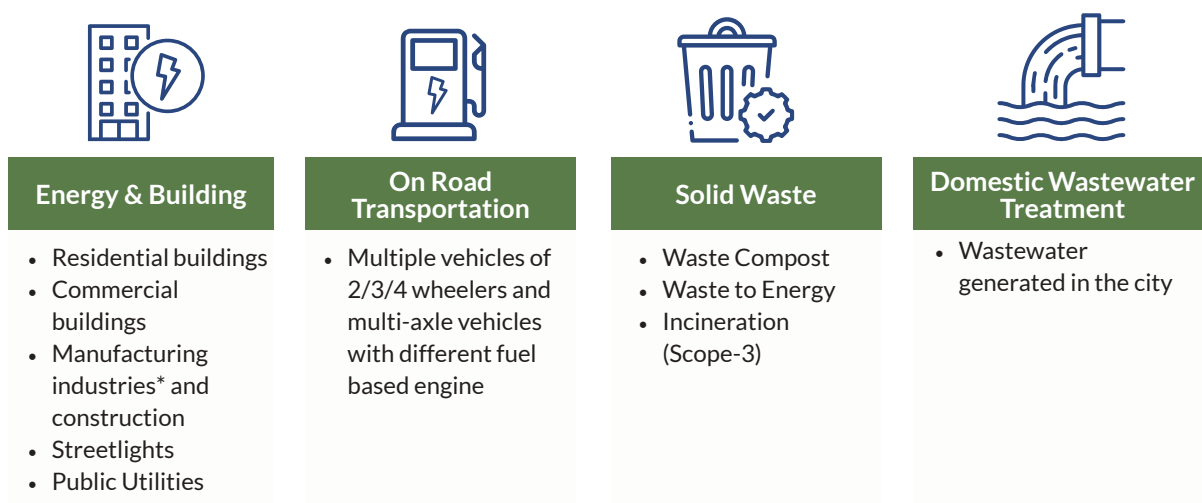 Energy & Building
• Residential buildings
• Commercial
buildings
• Manufacturing
industries* and
construction
• Streetlights
• Public Utilities
On Road
Transportation
• Multiple vehicles of
2/3/4 wheelers and
multi-axle vehicles
with different fuel
based engine
Solid Waste
• Waste Compost
• Waste to Energy
• Incineration
(Scope-3)
Domestic Wastewater
Treatment
• Wastewater
generated in the city